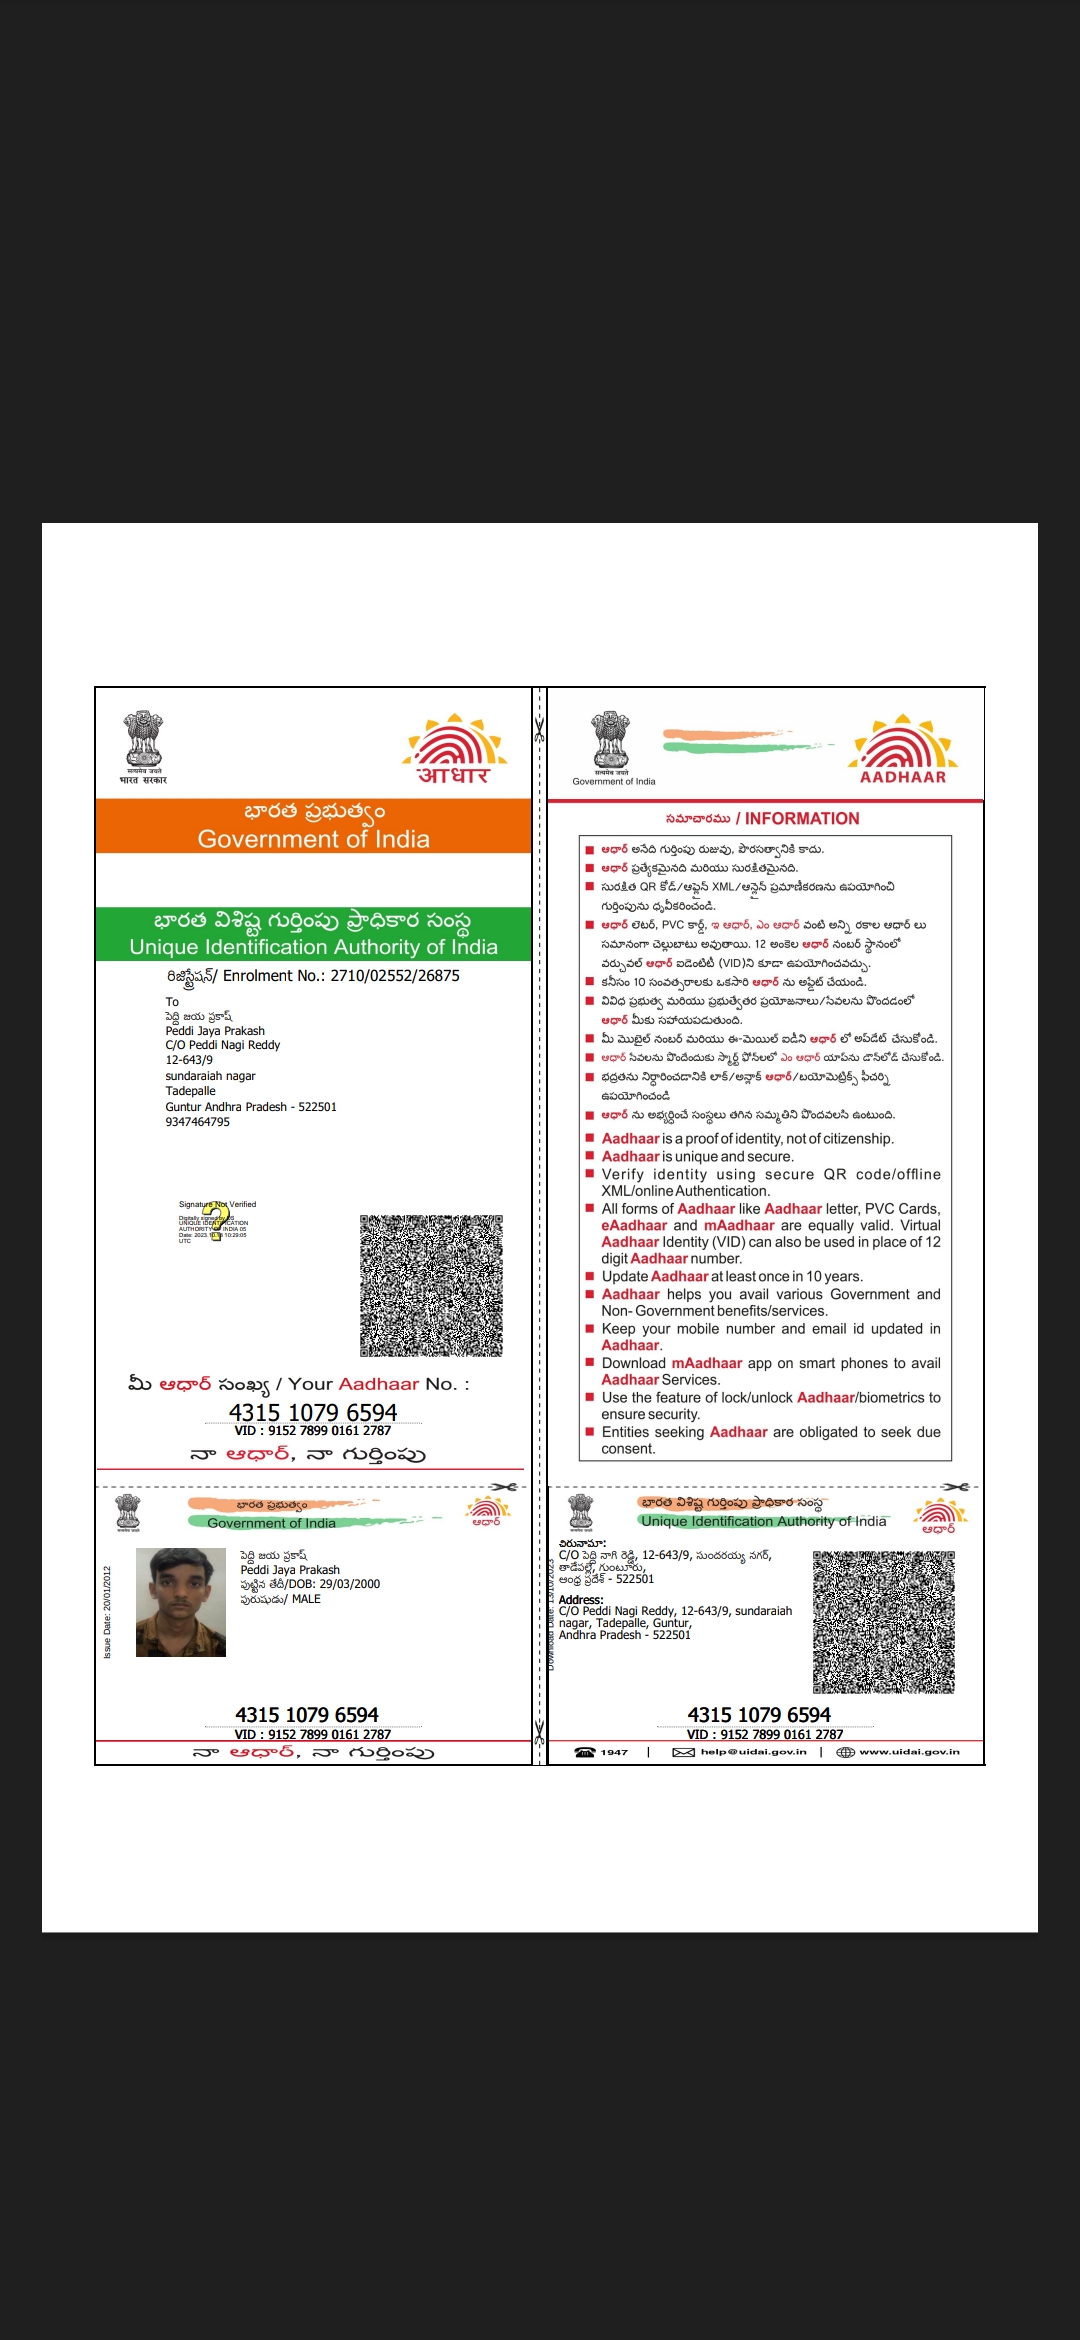 सत्यमेव जयते
भारत सरकार
आधार
భారత ప్రభుత్వం
Government of India
భారత విశిష్ట గుర్తింపు ప్రాధికార సంస్థ
Unique Identification Authority of India
రిజిస్ట్రేషన్/ Enrolment No.: 2710/02552/26875
To
పెద్ది జయ ప్రకాష్
Peddi Jaya Prakash
C/O Peddi Nagi Reddy
12-643/9
sundaraiah nagar
Tadepalle
Guntur Andhra Pradesh - 522501
9347464795
Signature Not Verified
Digitally signed by DS
UNIQUE IDENTIFICATION
AUTHORITY OF INDIA 05
Date: 2023.10.13 10:29:05
UTC
మీ ఆధార్ సంఖ్య / Your Aadhaar No. :
4315 1079 6594
VID : 9152 7899 0161 2787
నా ఆధార్, నా గుర్తింపు
सत्यमेव जयते
Government of India
AADHAAR
సమాచారము / INFORMATION
ఆధార్ అనేది గుర్తింపు రుజువు, పౌరసత్వానికి కాదు.
ఆధార్ ప్రత్యేకమైనది మరియు సురక్షితమైనది.
సురక్షిత QR కోడ్/ఆఫ్లైన్ XML/ఆన్లైన్ ప్రమాణీకరణను ఉపయోగించి
గుర్తింపును ధృవీకరించండి.
ఆధార్ లెటర్, PVC కార్డ్, ఇ ఆధార్, ఎం ఆధార్ వంటి అన్ని రకాల ఆధార్ లు
సమానంగా చెల్లుబాటు అవుతాయి. 12 అంకెల ఆధార్ నంబర్ స్థానంలో
వర్చువల్ ఆధార్ ఐడెంటిటీ (VID)ని కూడా ఉపయోగించవచ్చు.
కనీసం 10 సంవత్సరాలకు ఒకసారి ఆధార్ ను అప్డేట్ చేయండి.
వివిధ ప్రభుత్వ మరియు ప్రభుత్వేతర ప్రయోజనాలు/సేవలను పొందడంలో
ఆధార్ మీకు సహాయపడుతుంది.
మీ మొబైల్ నంబర్ మరియు ఈ-మెయిల్ ఐడీని ఆధార్ లో అప్‌డేట్ చేసుకోండి.
ఆధార్ సేవలను పొందేందుకు స్మార్ట్ ఫోన్‌లలో ఎం ఆధార్ యాప్‌ను డౌన్‌లోడ్ చేసుకోండి.
భద్రతను నిర్ధారించడానికి లాక్/అన్లాక్ ఆధార్/బయోమెట్రిక్స్ ఫీచర్ని
ఉపయోగించండి
ఆధార్ ను అభ్యర్థించే సంస్థలు తగిన సమ్మతిని పొందవలసి ఉంటుంది.
Aadhaar is a proof of identity, not of citizenship.
Aadhaar is unique and secure.
Verify identity using secure QR code/offline
XML/online Authentication.
All forms of Aadhaar like Aadhaar letter, PVC Cards,
eAadhaar and mAadhaar are equally valid. Virtual
Aadhaar Identity (VID) can also be used in place of 12
digit Aadhaar number.
Update Aadhaar at least once in 10 years.
Aadhaar helps you avail various Government and
Non- Government benefits/services.
Keep your mobile number and email id updated in
Aadhaar.
Download mAadhaar app on smart phones to avail
Aadhaar Services.
Use the feature of lock/unlock Aadhaar/biometrics to
ensure security.
Entities seeking Aadhaar are obligated to seek due
consent.
భారత ప్రభుత్వం
Government of India
ఆధార్
Issue Date: 20/01/2012
పెద్ది జయ ప్రకాష్
Peddi Jaya Prakash
పుట్టిన తేదీ/DOB: 29/03/2000
పురుషుడు/ MALE
4315 1079 6594
VID : 9152 7899 0161 2787
నా ఆధార్, నా గుర్తింపు
భారత విశిష్ట గుర్తింపు ప్రాధికార సంస్థ
Unique Identification Authority of India
ఆధార్
Download Date: 13/10/2023
చిరునామా:
C/O పెద్ది నాగి రెడ్డి, 12-643/9, సుందరయ్య నగర్,
తాడేపల్లి, గుంటూరు,
ఆంధ్ర ప్రదేశ్ - 522501
Address:
C/O Peddi Nagi Reddy, 12-643/9, sundaraiah
nagar, Tadepalle, Guntur,
Andhra Pradesh - 522501
4315 1079 6594
VID : 9152 7899 0161 2787
1947 | help@uidai.gov.in | www.uidai.gov.in